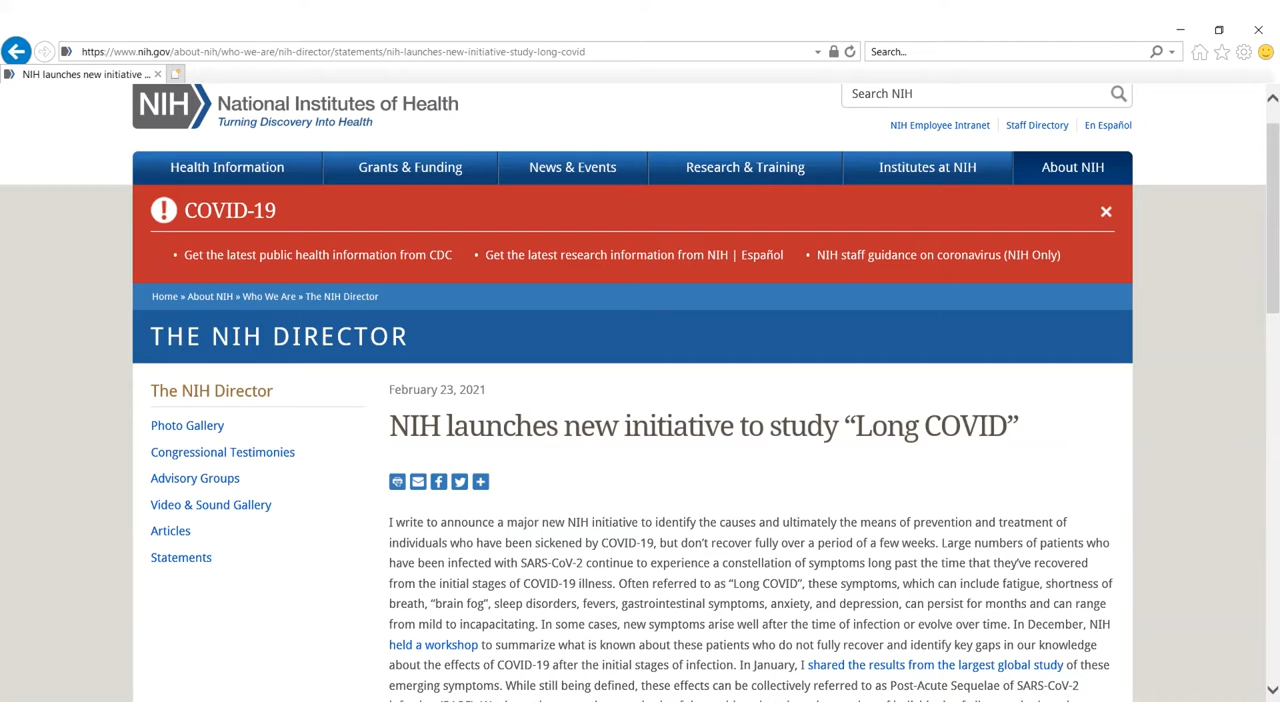 https://www.nih.gov/about-nih/who-we-are/nih-director/statements/nih-launches-new-initiative-study-long-covid
Search...
NIH launches new initiative ...
NIH National Institutes of Health
Turning Discovery Into Health
Search NIH
NIH Employee Intranet Staff Directory En Español
Health Information Grants & Funding News & Events Research & Training Institutes at NIH About NIH
! COVID-19
• Get the latest public health information from CDC • Get the latest research information from NIH | Español • NIH staff guidance on coronavirus (NIH Only)
Home » About NIH » Who We Are » The NIH Director
THE NIH DIRECTOR
The NIH Director
Photo Gallery
Congressional Testimonies
Advisory Groups
Video & Sound Gallery
Articles
Statements
February 23, 2021
NIH launches new initiative to study “Long COVID”
I write to announce a major new NIH initiative to identify the causes and ultimately the means of prevention and treatment of
individuals who have been sickened by COVID-19, but don’t recover fully over a period of a few weeks. Large numbers of patients who
have been infected with SARS-CoV-2 continue to experience a constellation of symptoms long past the time that they’ve recovered
from the initial stages of COVID-19 illness. Often referred to as “Long COVID”, these symptoms, which can include fatigue, shortness of
breath, “brain fog”, sleep disorders, fevers, gastrointestinal symptoms, anxiety, and depression, can persist for months and can range
from mild to incapacitating. In some cases, new symptoms arise well after the time of infection or evolve over time. In December, NIH
held a workshop to summarize what is known about these patients who do not fully recover and identify key gaps in our knowledge
about the effects of COVID-19 after the initial stages of infection. In January, I shared the results from the largest global study of these
emerging symptoms. While still being defined, these effects can be collectively referred to as Post-Acute Sequelae of SARS-CoV-2